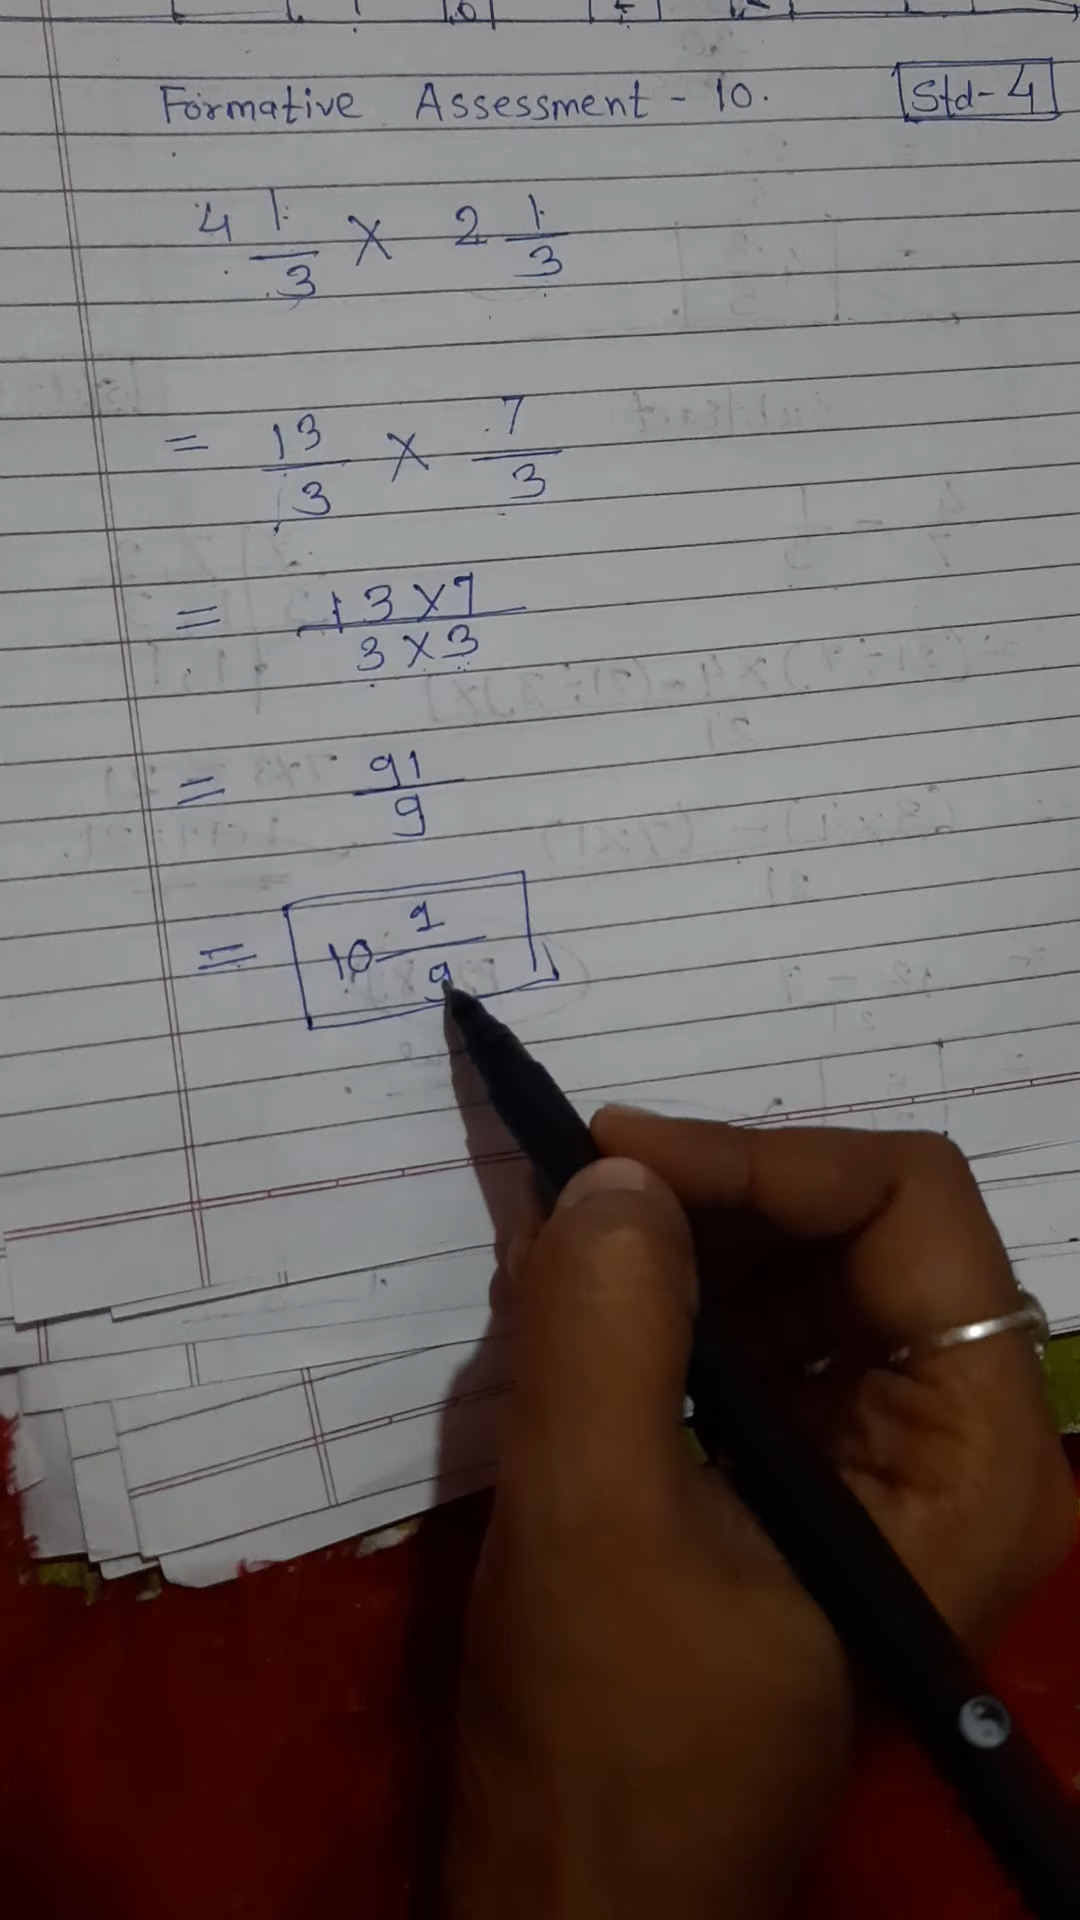 Formative Assessment - 10. Std-4
4 1/3 × 2 1/3
= 13/3 × 7/3
= 13×7/3×3
= 91/9
= 10 1/9